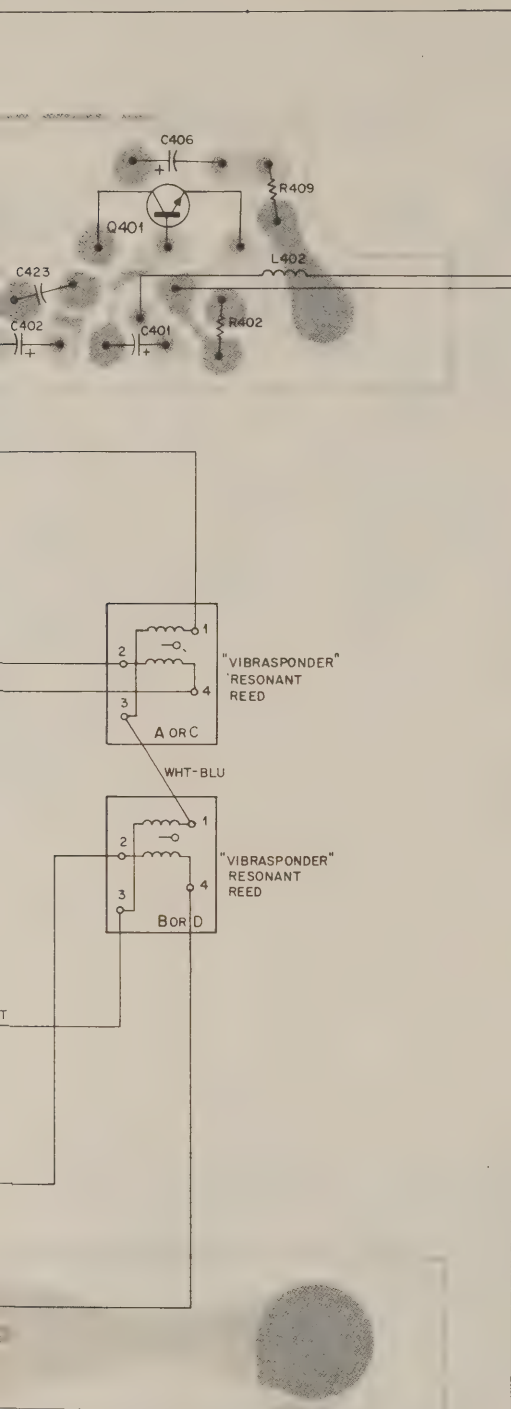 C406
+
R409
Q401
L402
C423
C402
+
C401
+
R402
1
2
"VIBRASPONDER"
RESONANT
REED
4
3
A OR C
WHT-BLU
1
2
"VIBRASPONDER"
RESONANT
REED
4
3
B OR D
T